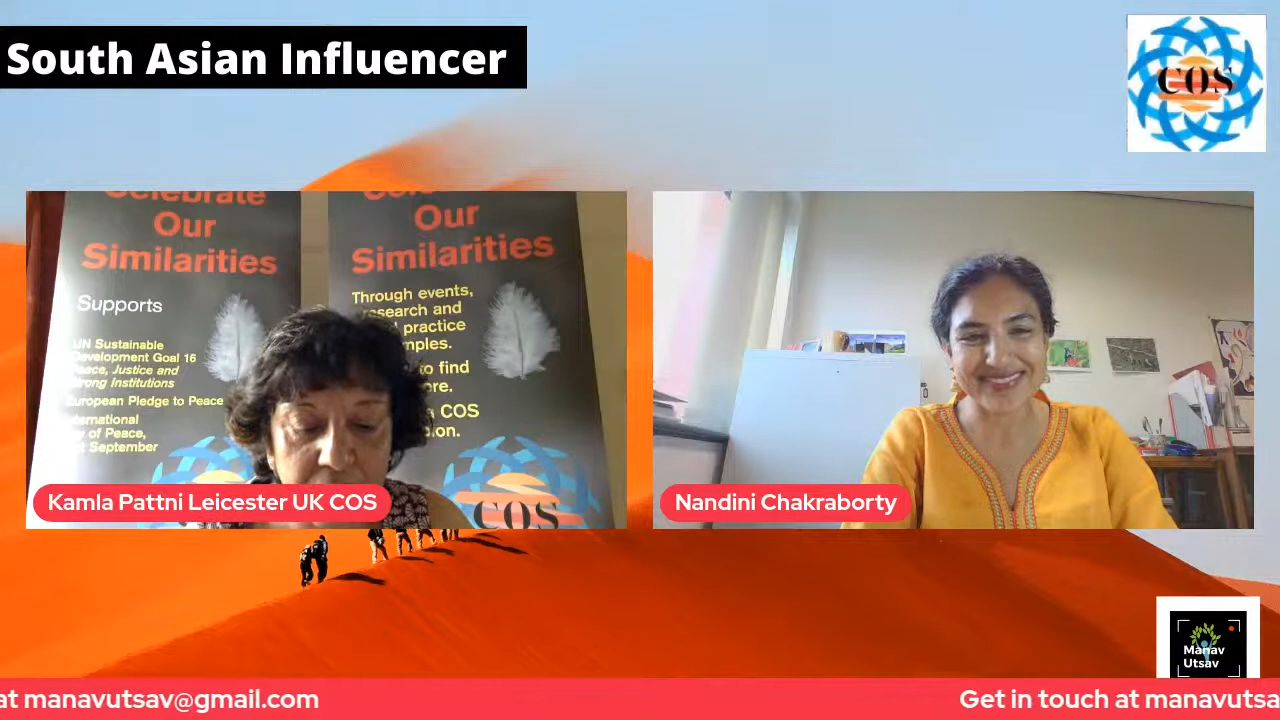 South Asian Influencer
COS
Celebrate
Our
Similarities
Supports
UN Sustainable
Development Goal 16
Peace, Justice and
Strong Institutions
European Pledge to Peace
International
of Peace,
September
Our
Similarities
Through events,
research and
practice
to find
COS
COS
Kamla Pattni Leicester UK COS
Nandini Chakraborty
Manav
Utsav
at manavutsav@gmail.com
Get in touch at manavutsa